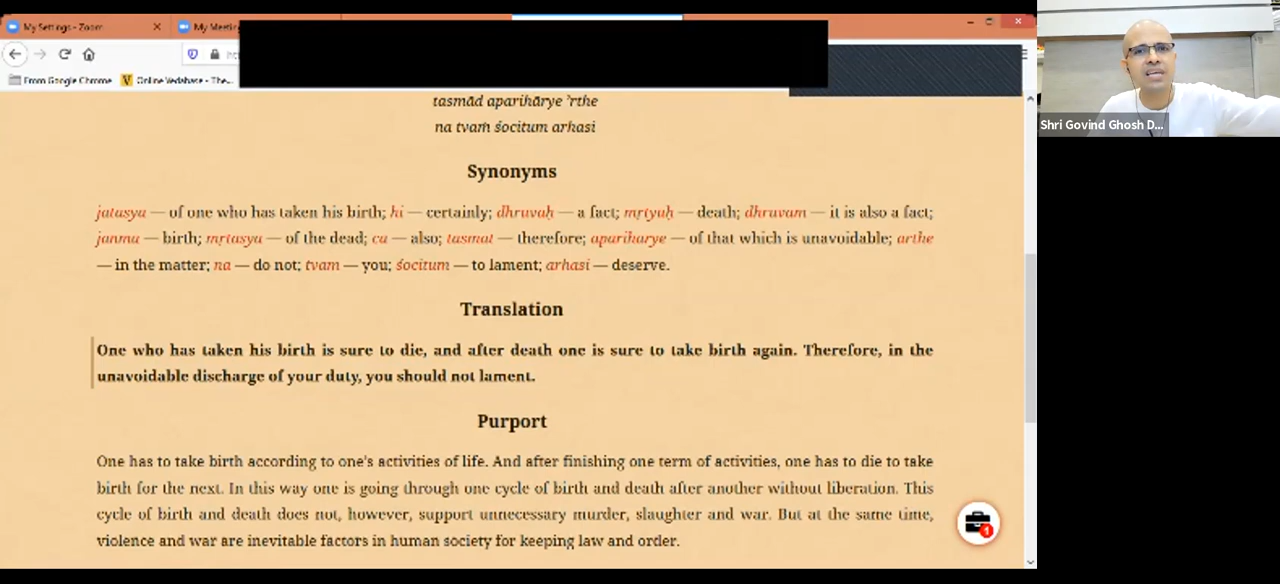 My Settings - Zoom
My Meeting
From Google Chrome
Online Vedabase - The...
Shri Govind Ghosh D...
tasmād aparihārye 'rthe
na tvaṁ śocitum arhasi
Synonyms
jātasya — of one who has taken his birth; hi — certainly; dhruvaḥ — a fact; mṛtyuḥ — death; dhruvam — it is also a fact;
janma — birth; mṛtasya — of the dead; ca — also; tasmāt — therefore; aparihārye — of that which is unavoidable; arthe
— in the matter; na — do not; tvam — you; śocitum — to lament; arhasi — deserve.
Translation
One who has taken his birth is sure to die, and after death one is sure to take birth again. Therefore, in the
unavoidable discharge of your duty, you should not lament.
Purport
One has to take birth according to one's activities of life. And after finishing one term of activities, one has to die to take
birth for the next. In this way one is going through one cycle of birth and death after another without liberation. This
cycle of birth and death does not, however, support unnecessary murder, slaughter and war. But at the same time,
violence and war are inevitable factors in human society for keeping law and order.
1